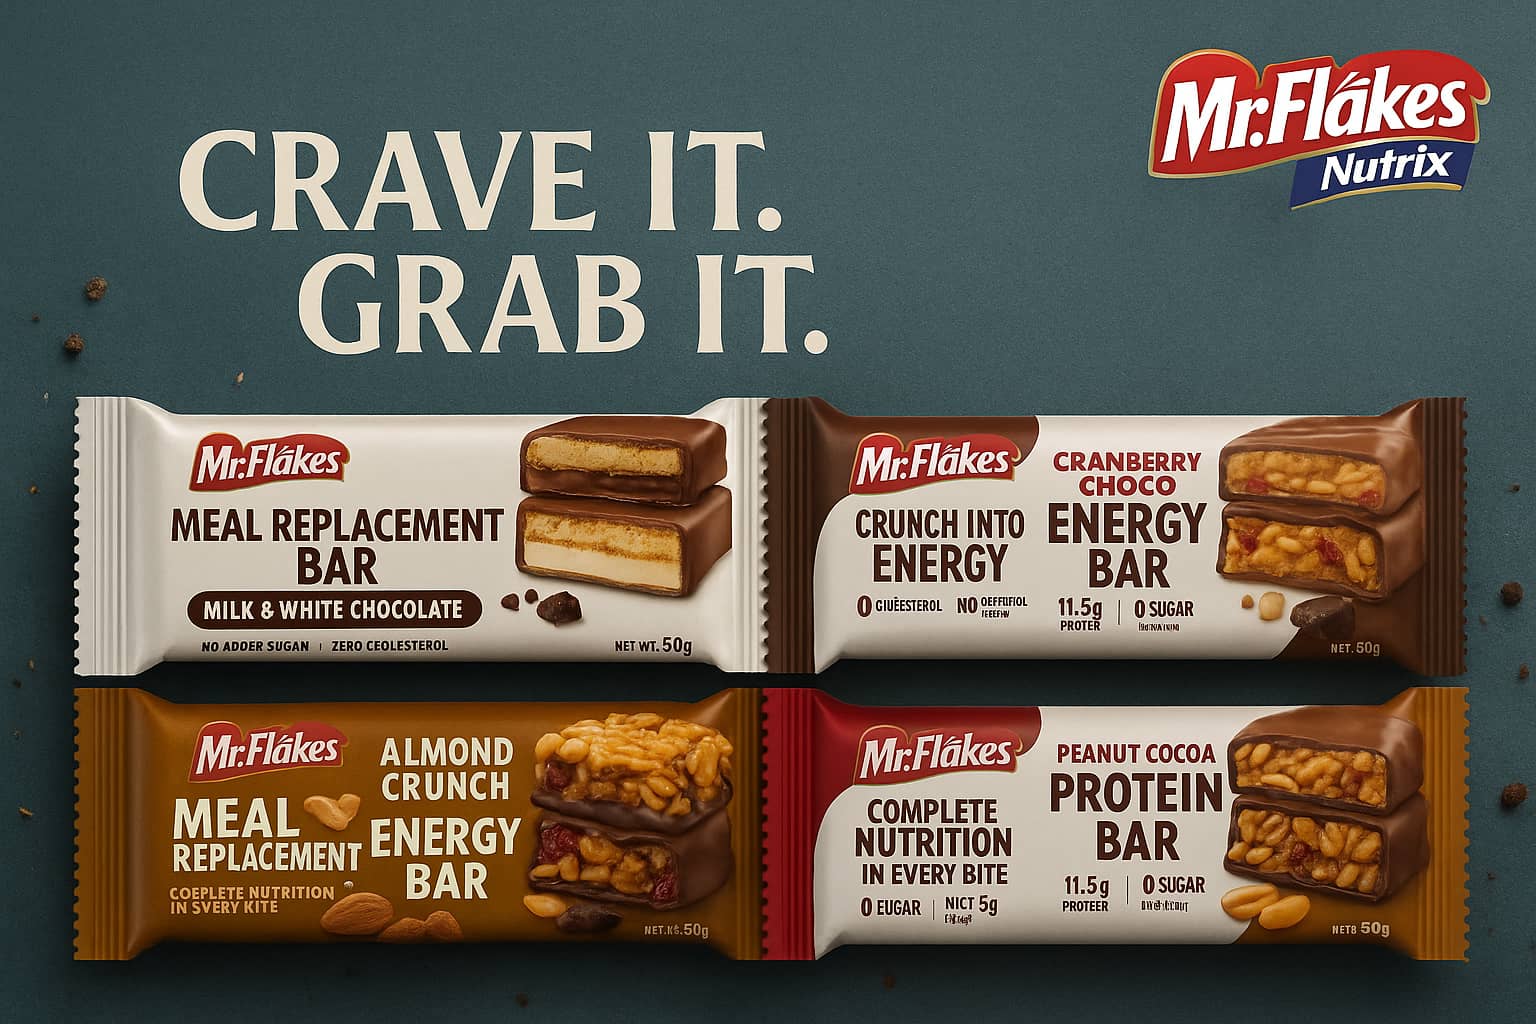 Mr.Flákes
Nutrix
CRAVE IT.
GRAB IT.
Mr.Flákes
MEAL REPLACEMENT
BAR
MILK & WHITE CHOCOLATE
NO ADDER SUGAN | ZERO CEOLESTEROL
NET WT. 50g
Mr.Flákes
CRUNCH INTO
ENERGY
0 
NO
CRANBERRY
CHOCO
ENERGY
BAR
11.5g
PROTER
0 SUGAR
NET. 50g
Mr.Flákes
MEAL
REPLACEMENT
COEPLETE NUTRITION
IN SVERY KITE
ALMOND
CRUNCH
ENERGY
BAR
50g
Mr.Flákes
COMPLETE
NUTRITION
IN EVERY BITE
0 EUGAR
NICT 5g
PEANUT COCOA
PROTEIN
BAR
11.5g
PROTEER
0 SUGAR
NET8 50g